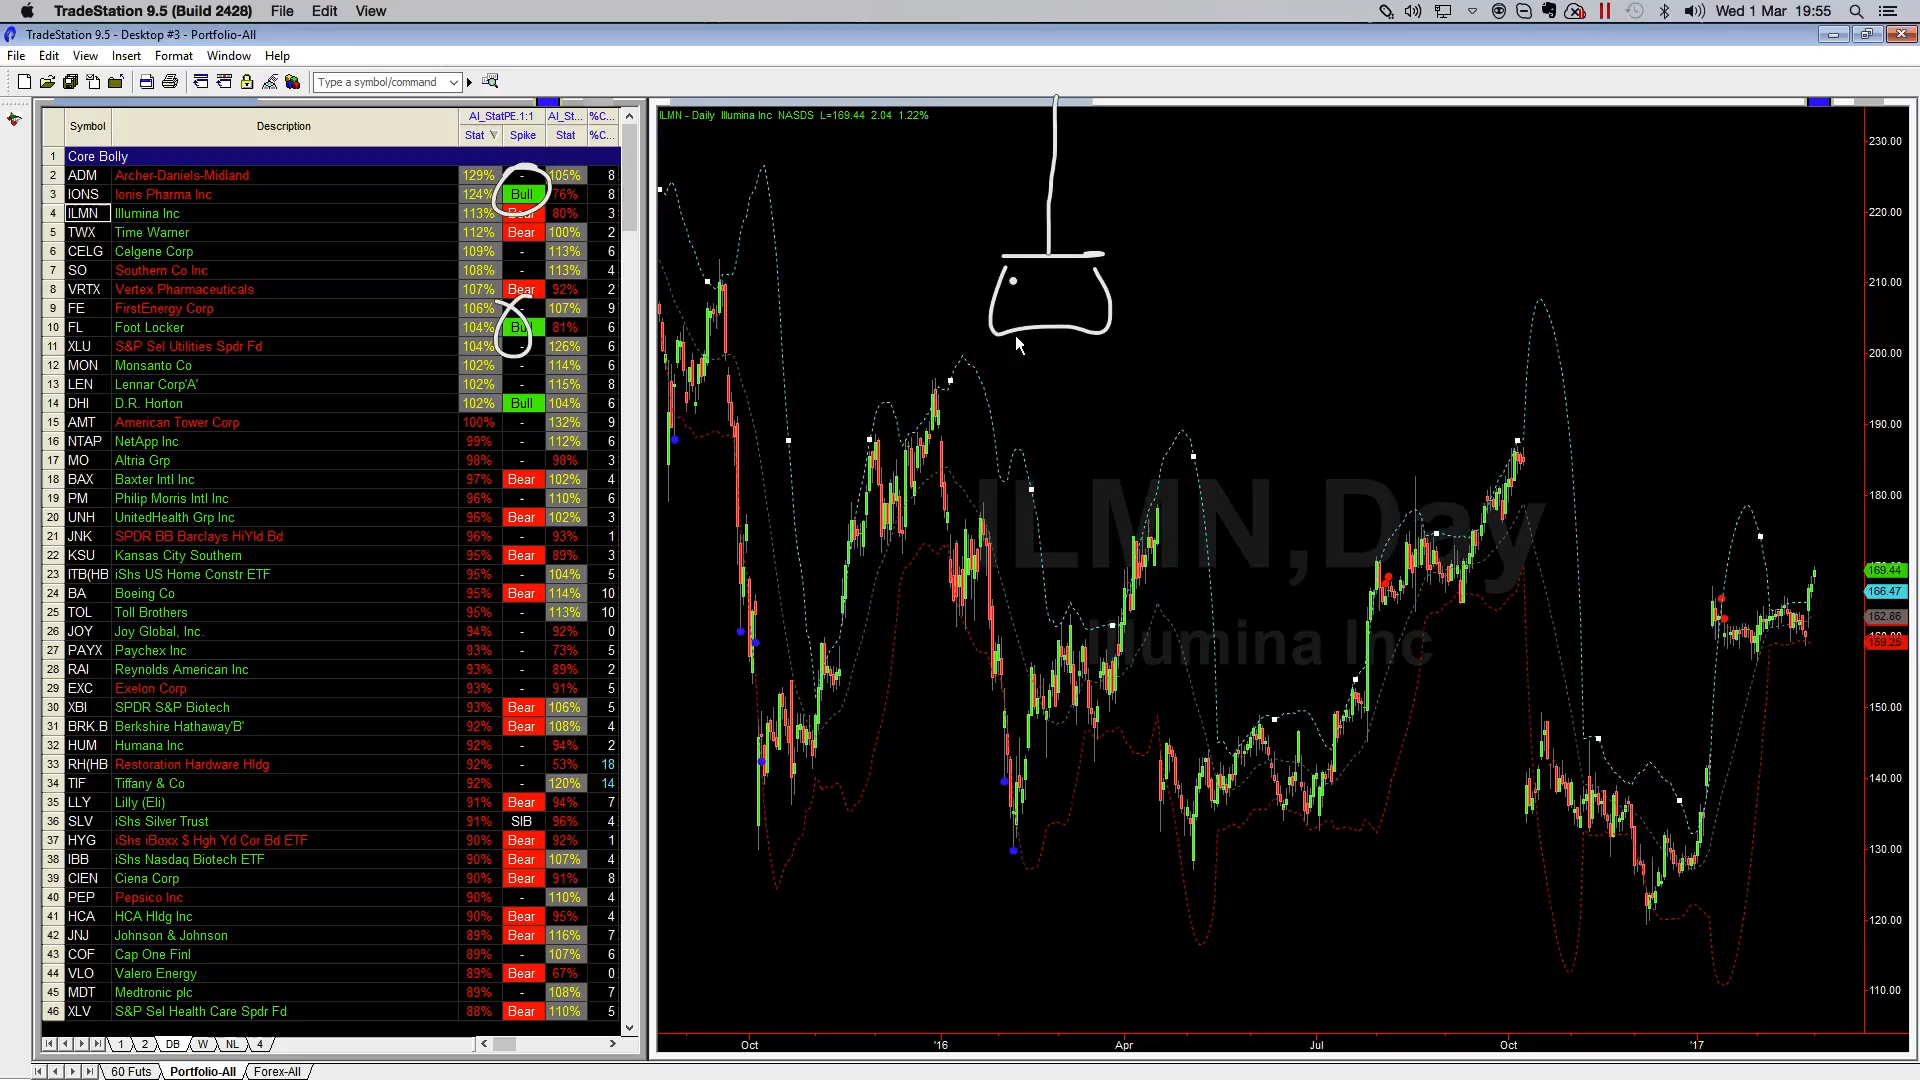 TradeStation 9.5 (Build 2428) File Edit View Wed 1 Mar 19:55
TradeStation 9.5 - Desktop #3 - Portfolio-All
File Edit View Insert Format Window Help
Type a symbol/command
Symbol Description AI_StatPE.1:1 AI_St... %C...
Stat Spike Stat %C...
1 Core Bolly
2 ADM Archer-Daniels-Midland 129% - 105% 8
3 IONS Ionis Pharma Inc 124% Bull 76% 8
4 ILMN Illumina Inc 113% Bear 80% 3
5 TWX Time Warner 112% Bear 100% 2
6 CELG Celgene Corp 109% - 113% 6
7 SO Southern Co Inc 108% - 113% 4
8 VRTX Vertex Pharmaceuticals 107% Bear 92% 2
9 FE FirstEnergy Corp 106% - 107% 9
10 FL Foot Locker 104% Bull 81% 6
11 XLU S&P Sel Utilities Spdr Fd 104% - 126% 6
12 MON Monsanto Co 102% - 114% 6
13 LEN Lennar Corp'A' 102% - 115% 8
14 DHI D.R. Horton 102% Bull 104% 6
15 AMT American Tower Corp 100% - 132% 9
16 NTAP NetApp Inc 99% - 112% 6
17 MO Altria Grp 98% - 98% 3
18 BAX Baxter Intl Inc 97% Bear 102% 4
19 PM Philip Morris Intl Inc 96% - 110% 6
20 UNH UnitedHealth Grp Inc 96% Bear 102% 3
21 JNK SPDR BB Barclays HiYld Bd 96% - 93% 1
22 KSU Kansas City Southern 95% Bear 89% 3
23 ITB(HB iShs US Home Constr ETF 95% - 104% 5
24 BA Boeing Co 95% Bear 114% 10
25 TOL Toll Brothers 95% - 113% 10
26 JOY Joy Global, Inc. 94% - 92% 0
27 PAYX Paychex Inc 93% - 73% 5
28 RAI Reynolds American Inc 93% - 89% 2
29 EXC Exelon Corp 93% - 91% 5
30 XBI SPDR S&P Biotech 93% Bear 106% 5
31 BRK.B Berkshire Hathaway'B' 92% Bear 108% 4
32 HUM Humana Inc 92% - 94% 2
33 RH(HB Restoration Hardware Hldg 92% - 53% 18
34 TIF Tiffany & Co 92% - 120% 14
35 LLY Lilly (Eli) 91% Bear 94% 7
36 SLV iShs Silver Trust 91% SIB 96% 4
37 HYG iShs iBoxx $ Hgh Yd Cor Bd ETF 90% Bear 92% 1
38 IBB iShs Nasdaq Biotech ETF 90% Bear 107% 4
39 CIEN Ciena Corp 90% Bear 91% 8
40 PEP Pepsico Inc 90% - 110% 4
41 HCA HCA Hldg Inc 90% Bear 95% 4
42 JNJ Johnson & Johnson 89% Bear 116% 7
43 COF Cap One Finl 89% - 107% 6
44 VLO Valero Energy 89% Bear 67% 0
45 MDT Medtronic plc 89% - 108% 7
46 XLV S&P Sel Health Care Spdr Fd 88% Bear 110% 5
1 2 DB W NL 4
60 Futs Portfolio-All Forex-All
ILMN - Daily Illumina Inc NASDS L=169.44 2.04 1.22%
ILMN,Day
Illumina Inc
230.00
220.00
210.00
200.00
190.00
180.00
169.44
166.47
162.86
150.00
140.00
130.00
120.00
110.00
Oct '16 Apr Jul Oct '17